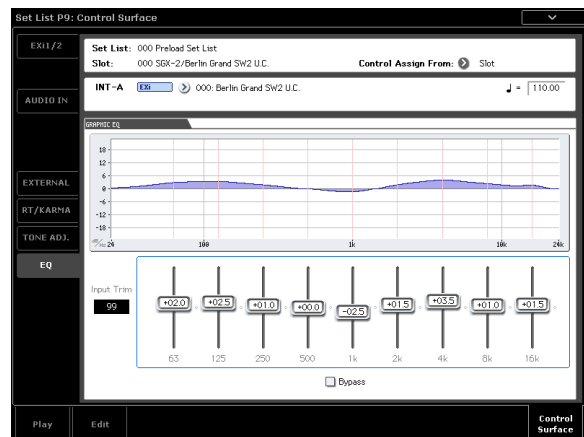 Set List P9: Control Surface
EXi1/2
AUDIO IN
EXTERNAL
RT/KARMA
TONE ADJ.
EQ
Set List: 000 Preload Set List
Slot: 000 SGX-2/Berlin Grand SW2 U.C.
Control Assign From: Slot
INT-A EXi 000: Berlin Grand SW2 U.C. ♩ = 110.00
GRAPHIC EQ
18
12
6
0
-6
-12
-18
24 100 1k 10k 20k
Input Trim
99
+02.0 +02.5 +01.0 +00.0 -02.5 +01.5 +03.5 +01.0 +01.5
63 125 250 500 1k 2k 4k 8k 16k
Bypass
Play Edit Control Surface